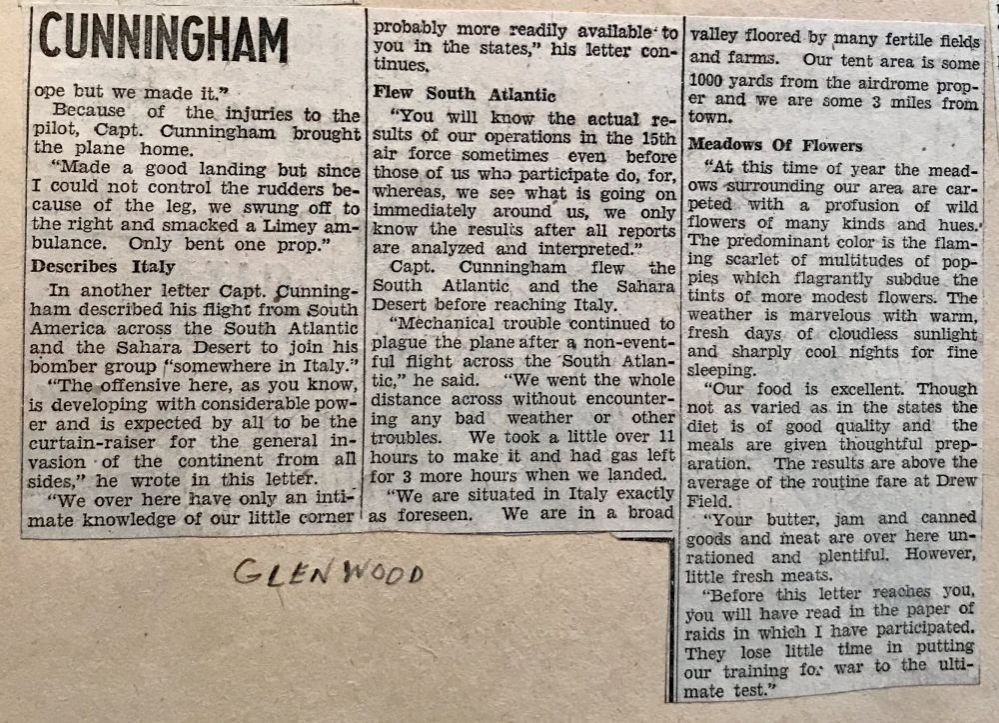 CUNNINGHAM
ope but we made it."
Because of the injuries to the
pilot, Capt. Cunningham brought
the plane home.
"Made a good landing but since
I could not control the rudders be-
cause of the leg, we swung off to
the right and smacked a Limey am-
bulance. Only bent one prop."
Describes Italy
In another letter Capt. Cunning-
ham described his flight from South
America across the South Atlantic
and the Sahara Desert to join his
bomber group "somewhere in Italy."
"The offensive here, as you know,
is developing with considerable pow-
er and is expected by all to be the
curtain-raiser for the general in-
vasion of the continent from all
sides," he wrote in this letter.
"We over here have only an inti-
mate knowledge of our little corner
probably more readily available to
you in the states," his letter con-
tinues.
Flew South Atlantic
"You will know the actual re-
sults of our operations in the 15th
air force sometimes even before
those of us who participate do, for,
whereas, we see what is going on
immediately around us, we only
know the results after all reports
are analyzed and interpreted."
Capt. Cunningham flew the
South Atlantic and the Sahara
Desert before reaching Italy.
"Mechanical trouble continued to
plague the plane after a non-event-
ful flight across the South Atlan-
tic," he said. "We went the whole
distance across without encounter-
ing any bad weather or other
troubles. We took a little over 11
hours to make it and had gas left
for 3 more hours when we landed.
"We are situated in Italy exactly
as foreseen. We are in a broad
valley floored by many fertile fields
and farms. Our tent area is some
1000 yards from the airdrome prop-
er and we are some 3 miles from
town.
Meadows Of Flowers
"At this time of year the mead-
ows surrounding our area are car-
peted with a profusion of wild
flowers of many kinds and hues.
The predominant color is the flam-
ing scarlet of multitudes of pop-
pies which flagrantly subdue the
tints of more modest flowers. The
weather is marvelous with warm,
fresh days of cloudless sunlight
and sharply cool nights for fine
sleeping.
"Our food is excellent. Though
not as varied as in the states the
diet is of good quality and the
meals are given thoughtful prep-
aration. The results are above the
average of the routine fare at Drew
Field.
"Your butter, jam and canned
goods and meat are over here un-
rationed and plentiful. However,
little fresh meats.
"Before this letter reaches you,
you will have read in the paper of
raids in which I have participated.
They lose little time in putting
our training for war to the ulti-
mate test."
GLENWOOD